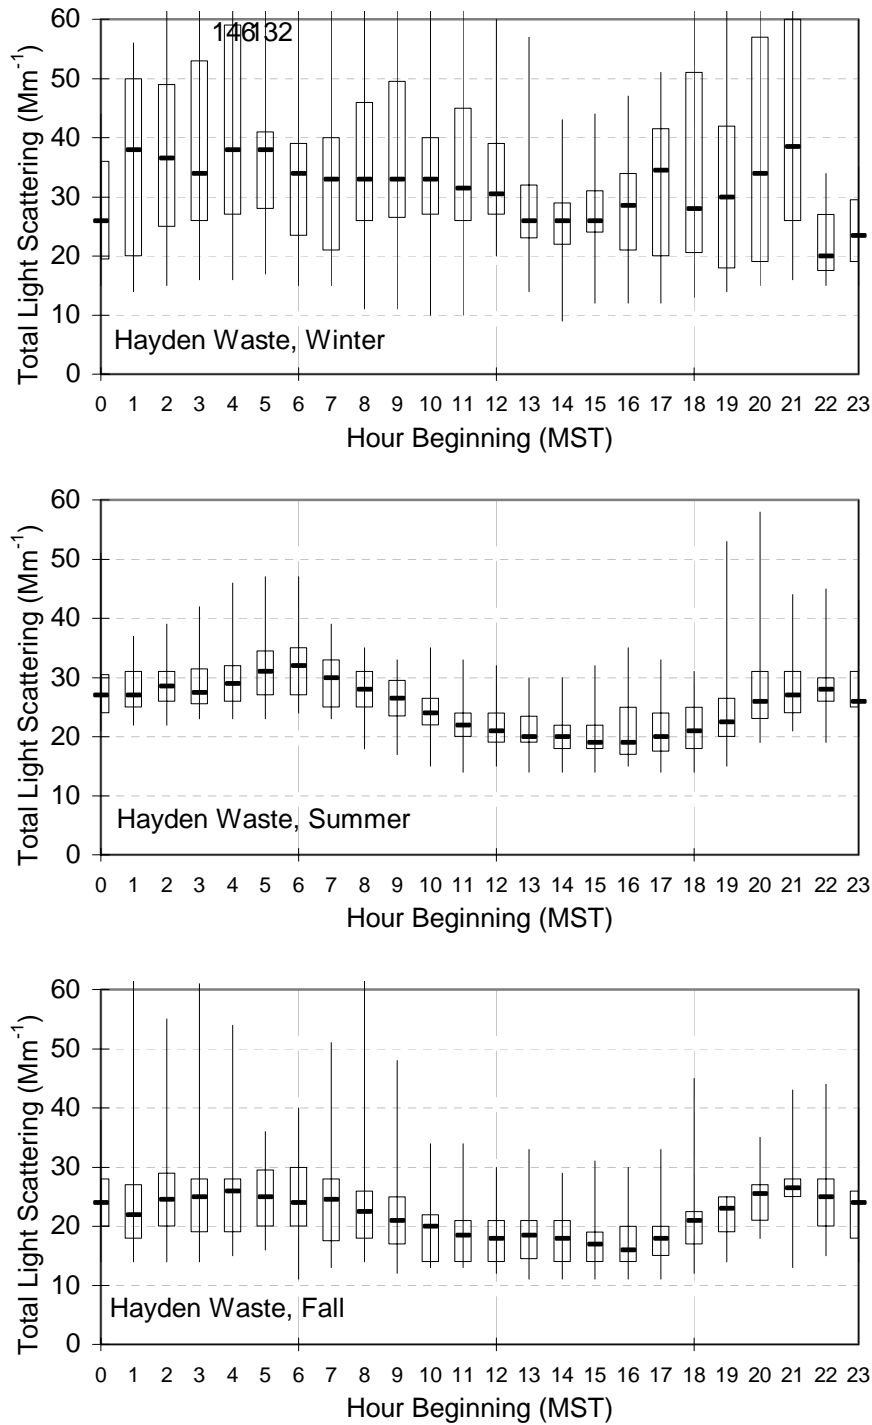 Total Light Scattering (Mm-1)
60
50
40
30
20
10
0
146 132
Hayden Waste, Winter
0 1 2 3 4 5 6 7 8 9 10 11 12 13 14 15 16 17 18 19 20 21 22 23
Hour Beginning (MST)
Total Light Scattering (Mm-1)
60
50
40
30
20
10
0
Hayden Waste, Summer
0 1 2 3 4 5 6 7 8 9 10 11 12 13 14 15 16 17 18 19 20 21 22 23
Hour Beginning (MST)
Total Light Scattering (Mm-1)
60
50
40
30
20
10
0
Hayden Waste, Fall
0 1 2 3 4 5 6 7 8 9 10 11 12 13 14 15 16 17 18 19 20 21 22 23
Hour Beginning (MST)